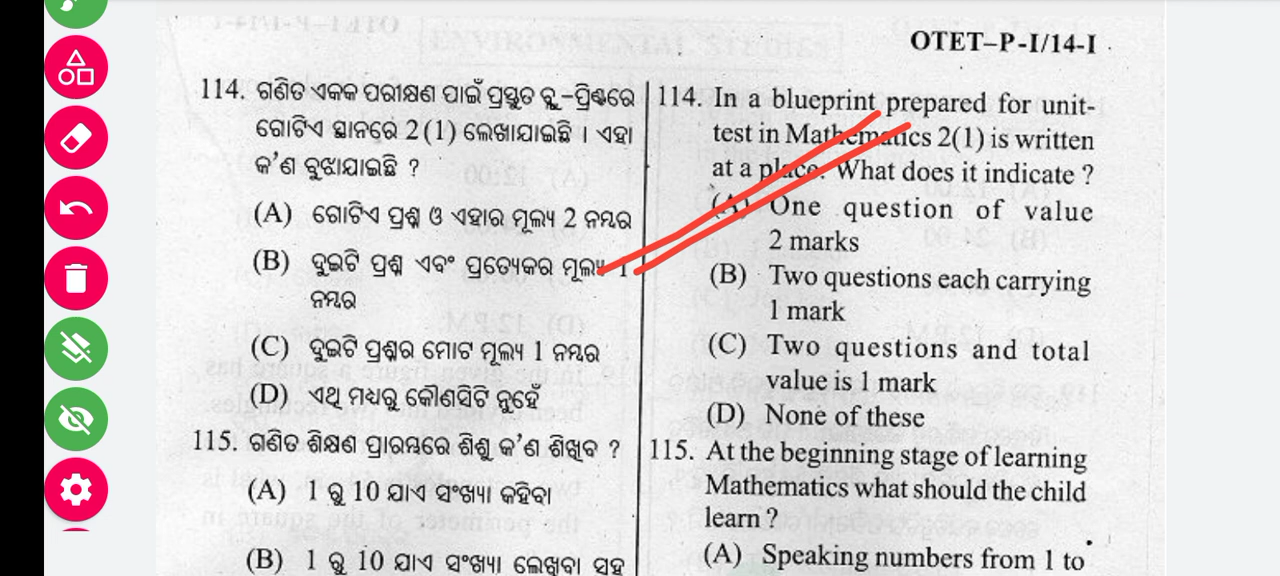 OTET–P-I/14-I
114. ଗଣିତ ଏକକ ପରୀକ୍ଷଣ ପାଇଁ ପ୍ରସ୍ତୁତ ବ୍ଲୁ-ପ୍ରିଣ୍ଟରେ
ଗୋଟିଏ ସ୍ଥାନରେ 2(1) ଲେଖାଯାଇଛି । ଏହା
କ'ଣ ବୁଝାଯାଇଛି ?
(A) ଗୋଟିଏ ପ୍ରଶ୍ନ ଓ ଏହାର ମୂଲ୍ୟ 2 ନମ୍ବର
(B) ଦୁଇଟି ପ୍ରଶ୍ନ ଏବଂ ପ୍ରତ୍ୟେକର ମୂଲ୍ୟ 1
ନମ୍ବର
(C) ଦୁଇଟି ପ୍ରଶ୍ନର ମୋଟ ମୂଲ୍ୟ 1 ନମ୍ବର
(D) ଏଥି ମଧ୍ୟରୁ କୌଣସିଟି ନୁହେଁ
115. ଗଣିତ ଶିକ୍ଷଣ ପ୍ରାରମ୍ଭରେ ଶିଶୁ କ'ଣ ଶିଖିବ ?
(A) 1 ରୁ 10 ଯାଏ ସଂଖ୍ୟା କହିବା
(B) 1 ରୁ 10 ଯାଏ ସଂଖ୍ୟା ଲେଖିବା ସହ
114. In a blueprint prepared for unit-
test in Mathematics 2(1) is written
at a place. What does it indicate ?
(A) One question of value
2 marks
(B) Two questions each carrying
1 mark
(C) Two questions and total
value is 1 mark
(D) None of these
115. At the beginning stage of learning
Mathematics what should the child
learn ?
(A) Speaking numbers from 1 to